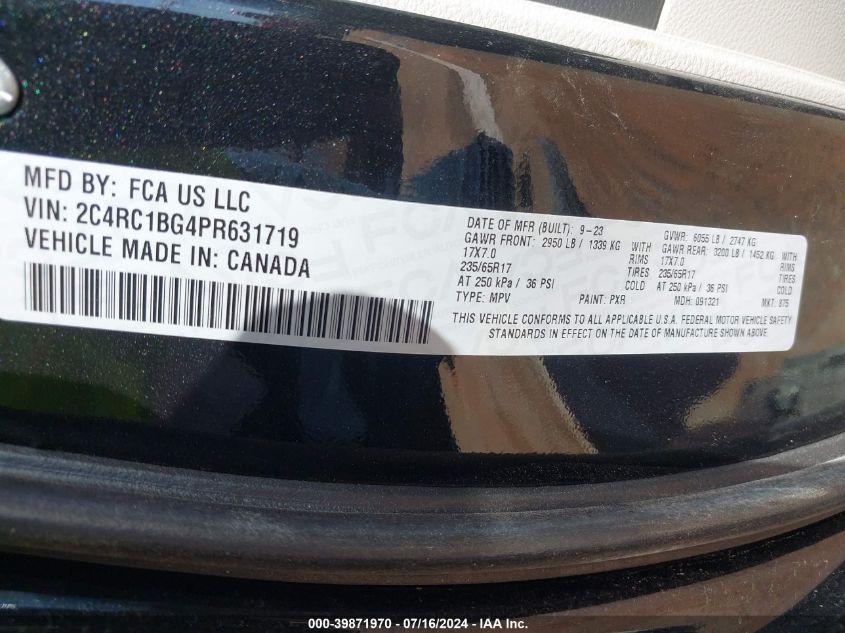 MFD BY: FCA US LLC
VIN: 2C4RC1BG4PR631719
VEHICLE MADE IN: CANADA
DATE OF MFR (BUILT): 9-23 GVWR: 6055 LB / 2747 KG
GAWR FRONT: 2950 LB / 1339 KG WITH GAWR REAR: 3200 LB / 1452 KG WITH
17X7.0 RIMS 17X7.0 RIMS
235/65R17 TIRES 235/65R17 TIRES
AT 250 kPa / 36 PSI COLD AT 250 kPa / 36 PSI COLD
TYPE: MPV PAINT: PXR MDH: 091321 MKT: 875
THIS VEHICLE CONFORMS TO ALL APPLICABLE U.S.A. FEDERAL MOTOR VEHICLE SAFETY
STANDARDS IN EFFECT ON THE DATE OF MANUFACTURE SHOWN ABOVE.
000-39871970 - 07/16/2024 - IAA Inc.